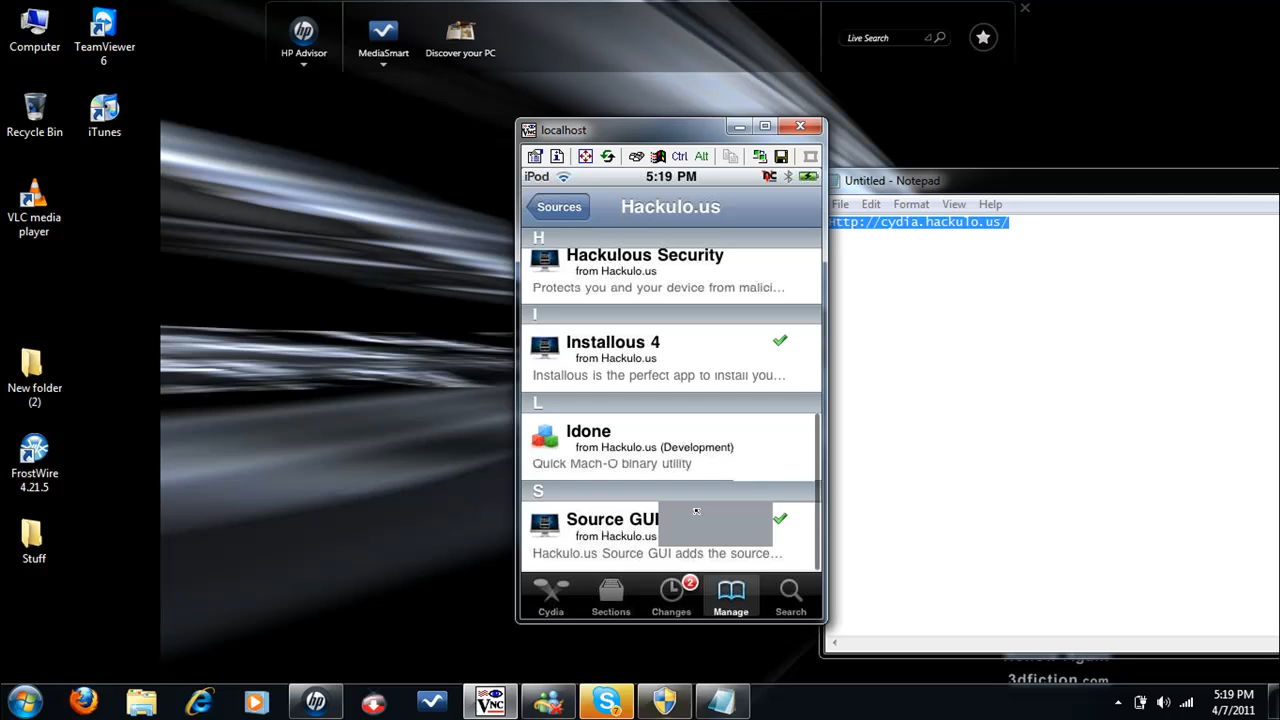 Computer
TeamViewer
6
Recycle Bin
iTunes
VLC media
player
New folder
(2)
FrostWire
4.21.5
Stuff
HP Advisor
MediaSmart
Discover your PC
Live Search
localhost
Ctrl Alt
iPod
5:19 PM
Sources
Hackulo.us
H
Hackulous Security
from Hackulo.us
Protects you and your device from malici...
I
Installous 4
from Hackulo.us
Installous is the perfect app to install you...
L
ldone
from Hackulo.us (Development)
Quick Mach-O binary utility
S
Source GUI
from Hackulo.us
Hackulo.us Source GUI adds the source...
2
Cydia
Sections
Changes
Manage
Search
Untitled - Notepad
File Edit Format View Help
Http://cydia.hackulo.us/
3dfiction.com
hp
VNC
S
7
5:19 PM
4/7/2011